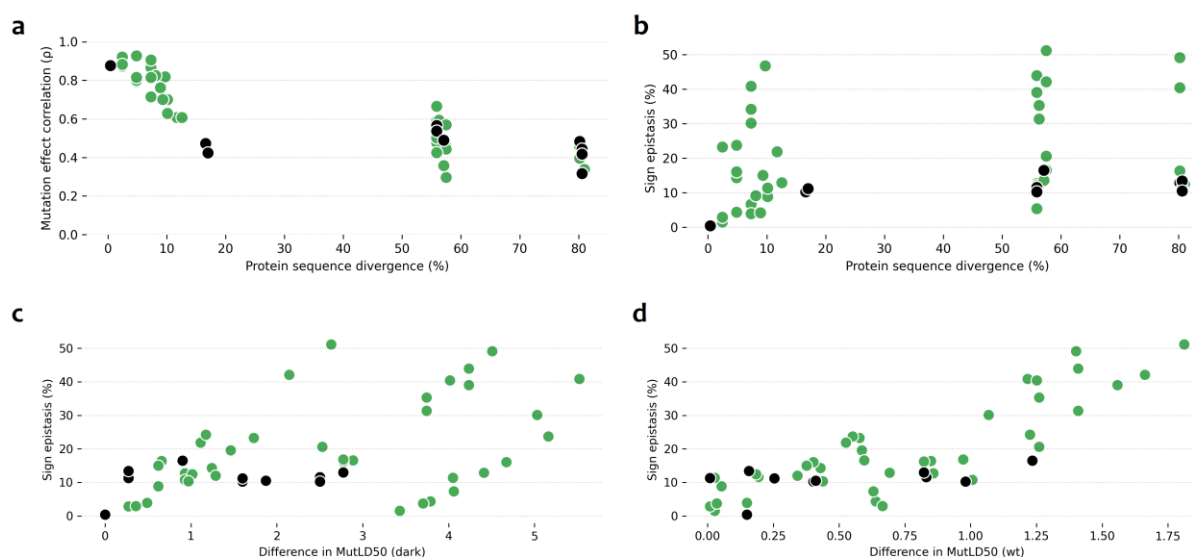 a
Mutation effect correlation (ρ)
1.0
0.8
0.6
0.4
0.2
0.0
0 10 20 30 40 50 60 70 80
Protein sequence divergence (%)
b
Sign epistasis (%)
50
40
30
20
10
0
0 10 20 30 40 50 60 70 80
Protein sequence divergence (%)
c
Sign epistasis (%)
50
40
30
20
10
0
0 1 2 3 4 5
Difference in MutLD50 (dark)
d
Sign epistasis (%)
50
40
30
20
10
0
0.00 0.25 0.50 0.75 1.00 1.25 1.50 1.75
Difference in MutLD50 (wt)